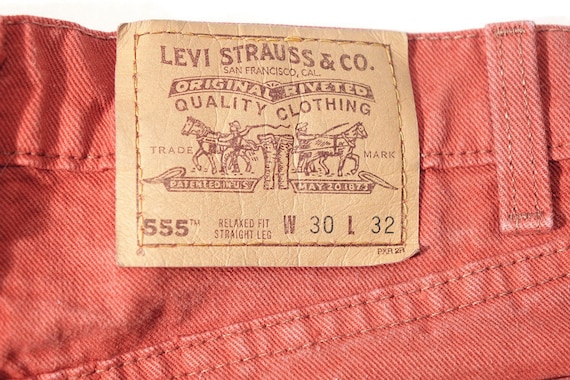 LEVI STRAUSS & CO.
SAN FRANCISCO, CAL.
ORIGINAL RIVETED
QUALITY CLOTHING
TRADE MARK
PATENTED IN U.S. MAY 20 1873
555™ RELAXED FIT STRAIGHT LEG W 30 L 32